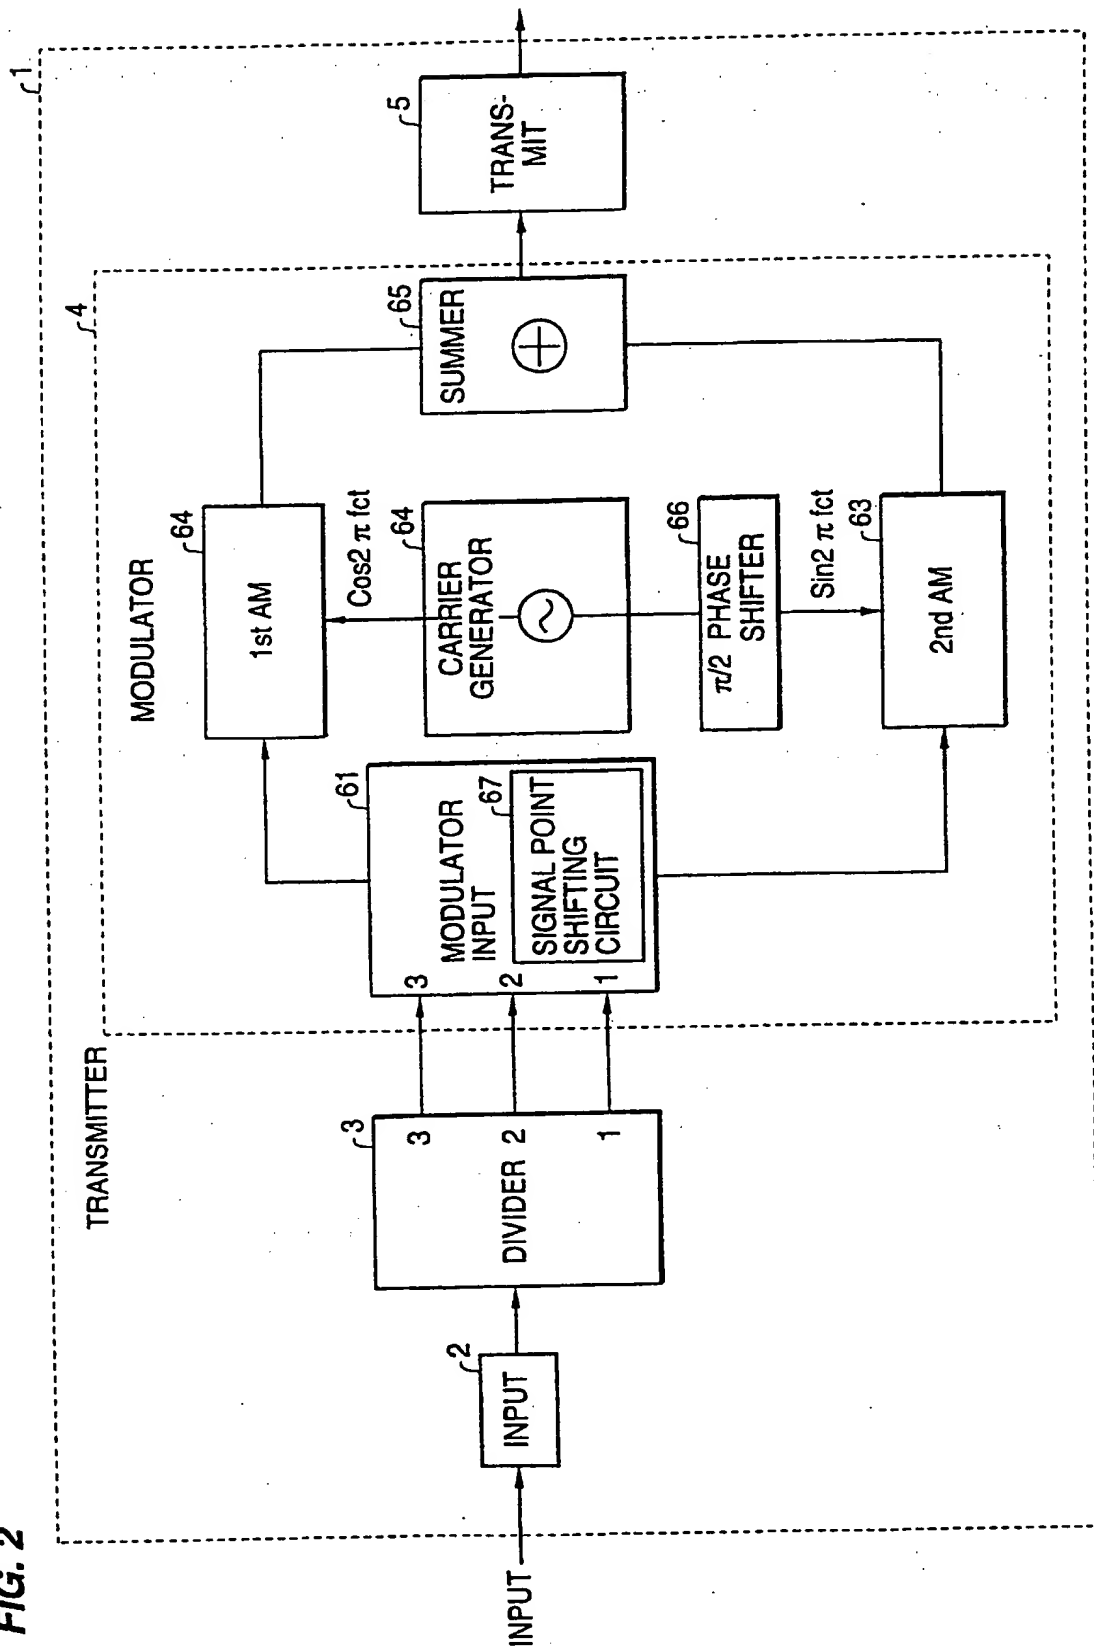 FIG. 2
1
TRANSMITTER
4
MODULATOR
INPUT
2
INPUT
3
3
DIVIDER 2
1
61
3
2
1
MODULATOR
INPUT
67
SIGNAL POINT
SHIFTING
CIRCUIT
64
1st AM
Cos2 π fct
64
CARRIER
GENERATOR
∼
66
π/2 PHASE
SHIFTER
Sin2 π fct
63
2nd AM
65
SUMMER
+
5
TRANS-
MIT